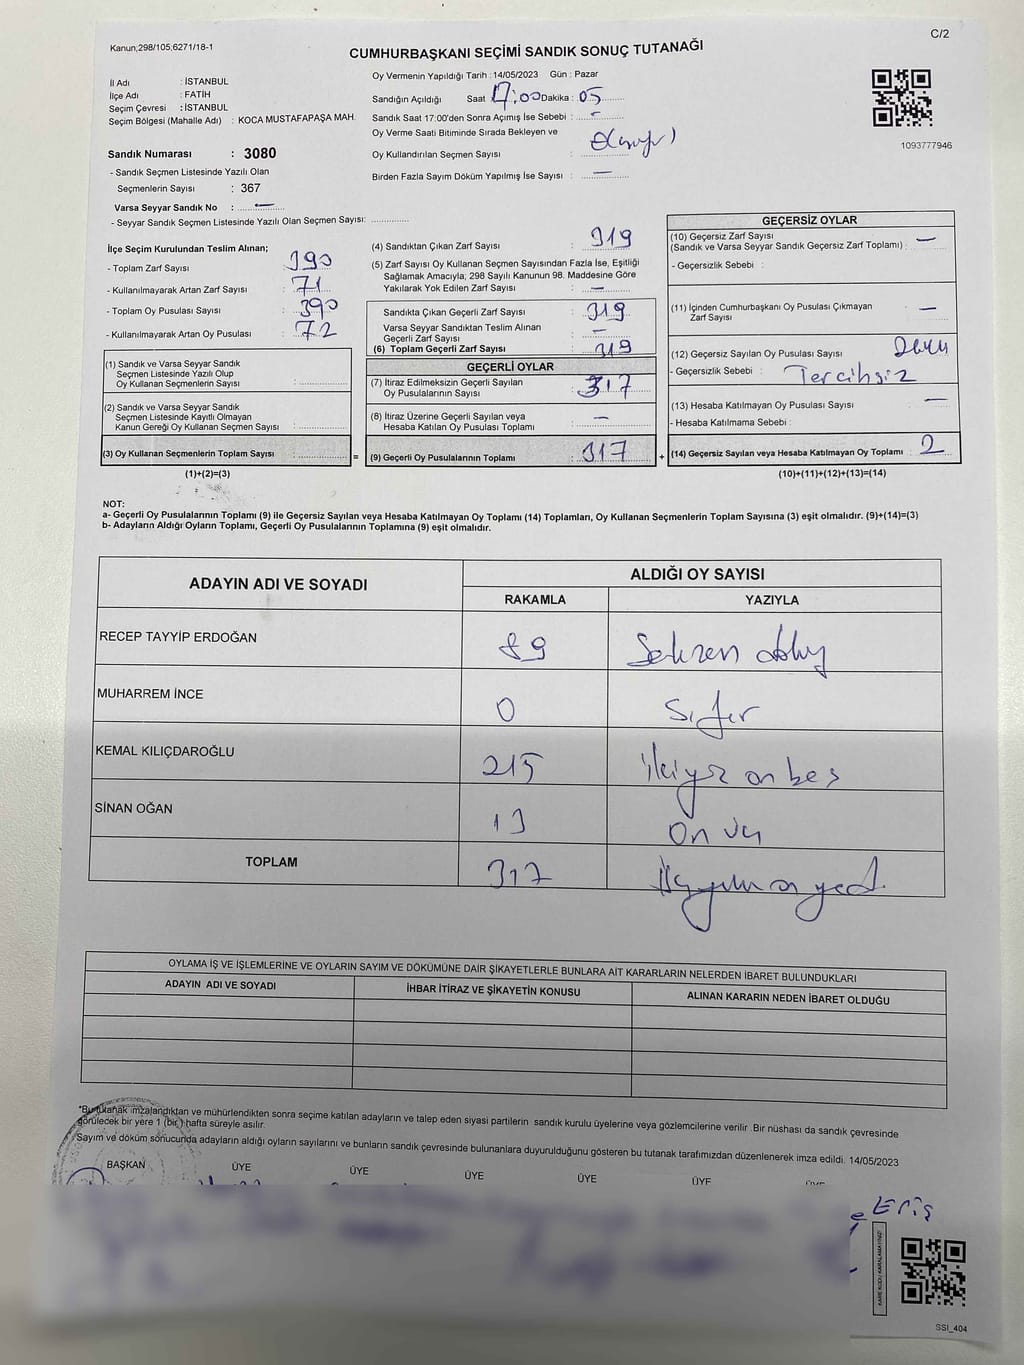 Kanun;298/105;6271/18-1
C/2
CUMHURBAŞKANI SEÇİMİ SANDIK SONUÇ TUTANAĞI
İl Adı : İSTANBUL
İlçe Adı : FATİH
Seçim Çevresi : İSTANBUL
Seçim Bölgesi (Mahalle Adı) : KOCA MUSTAFAPAŞA MAH.
Sandık Numarası : 3080
- Sandık Seçmen Listesinde Yazılı Olan
Seçmenlerin Sayısı : 367
Varsa Seyyar Sandık No : —
- Seyyar Sandık Seçmen Listesinde Yazılı Olan Seçmen Sayısı: ..............
Oy Vermenin Yapıldığı Tarih : 14/05/2023 Gün : Pazar
Sandığın Açıldığı Saat 17:00 Dakika : 05
Sandık Saat 17:00'den Sonra Açımış İse Sebebi : —
Oy Verme Saati Bitiminde Sırada Bekleyen ve
Oy Kullandırılan Seçmen Sayısı : 0(sıfır)
Birden Fazla Sayım Döküm Yapılmış İse Sayısı : —
1093777946
İlçe Seçim Kurulundan Teslim Alınan;
- Toplam Zarf Sayısı : 390
- Kullanılmayarak Artan Zarf Sayısı : 71
- Toplam Oy Pusulası Sayısı : 390
- Kullanılmayarak Artan Oy Pusulası : 72
(1) Sandık ve Varsa Seyyar Sandık
Seçmen Listesinde Yazılı Olup
Oy Kullanan Seçmenlerin Sayısı : ..............
(2) Sandık ve Varsa Seyyar Sandık
Seçmen Listesinde Kayıtlı Olmayan
Kanun Gereği Oy Kullanan Seçmen Sayısı : ..............
(3) Oy Kullanan Seçmenlerin Toplam Sayısı : .............. =
(1)+(2)=(3)
(4) Sandıktan Çıkan Zarf Sayısı : 319
(5) Zarf Sayısı Oy Kullanan Seçmen Sayısından Fazla İse, Eşitliği
Sağlamak Amacıyla; 298 Sayılı Kanunun 98. Maddesine Göre
Yakılarak Yok Edilen Zarf Sayısı : —
Sandıkta Çıkan Geçerli Zarf Sayısı : 319
Varsa Seyyar Sandıktan Teslim Alınan
Geçerli Zarf Sayısı : —
(6) Toplam Geçerli Zarf Sayısı : 319
GEÇERLİ OYLAR
(7) İtiraz Edilmeksizin Geçerli Sayılan
Oy Pusulalarının Sayısı : 317
(8) İtiraz Üzerine Geçerli Sayılan veya
Hesaba Katılan Oy Pusulası Toplamı : —
(9) Geçerli Oy Pusulalarının Toplamı : 317 +
GEÇERSİZ OYLAR
(10) Geçersiz Zarf Sayısı
(Sandık ve Varsa Seyyar Sandık Geçersiz Zarf Toplamı) : —
- Geçersizlik Sebebi :
(11) İçinden Cumhurbaşkanı Oy Pusulası Çıkmayan
Zarf Sayısı : —
(12) Geçersiz Sayılan Oy Pusulası Sayısı
- Geçersizlik Sebebi : Tercihsiz
(13) Hesaba Katılmayan Oy Pusulası Sayısı : —
- Hesaba Katılmama Sebebi :
(14) Geçersiz Sayılan veya Hesaba Katılmayan Oy Toplamı : 2
(10)+(11)+(12)+(13)=(14)
NOT:
a- Geçerli Oy Pusulalarının Toplamı (9) ile Geçersiz Sayılan veya Hesaba Katılmayan Oy Toplamı (14) Toplamları, Oy Kullanan Seçmenlerin Toplam Sayısına (3) eşit olmalıdır. (9)+(14)=(3)
b- Adayların Aldığı Oyların Toplamı, Geçerli Oy Pusulalarının Toplamına (9) eşit olmalıdır.
ADAYIN ADI VE SOYADI ALDIĞI OY SAYISI
RAKAMLA YAZIYLA
RECEP TAYYİP ERDOĞAN 89 Seksen dokuz
MUHARREM İNCE 0 Sıfır
KEMAL KILIÇDAROĞLU 215 İkiyüz on beş
SİNAN OĞAN 13 On üç
TOPLAM 317 Üçyüz on yedi
OYLAMA İŞ VE İŞLEMLERİNE VE OYLARIN SAYIM VE DÖKÜMÜNE DAİR ŞİKAYETLERLE BUNLARA AİT KARARLARIN NELERDEN İBARET BULUNDUKLARI
ADAYIN ADI VE SOYADI İHBAR İTİRAZ VE ŞİKAYETİN KONUSU ALINAN KARARIN NEDEN İBARET OLDUĞU
*Bu tutanak imzalandıktan ve mühürlendikten sonra seçime katılan adayların ve talep eden siyasi partilerin sandık kurulu üyelerine veya gözlemcilerine verilir. Bir nüshası da sandık çevresinde
görülecek bir yere 1 (bir) hafta süreyle asılır.
Sayım ve döküm sonucunda adayların aldığı oyların sayılarını ve bunların sandık çevresinde bulunanlara duyurulduğunu gösteren bu tutanak tarafımızdan düzenlenerek imza edildi. 14/05/2023
BAŞKAN ÜYE ÜYE ÜYE ÜYE ÜYE ÜYE
Eriş
KARE KODU KARALAMAYINIZ!
SSI_404